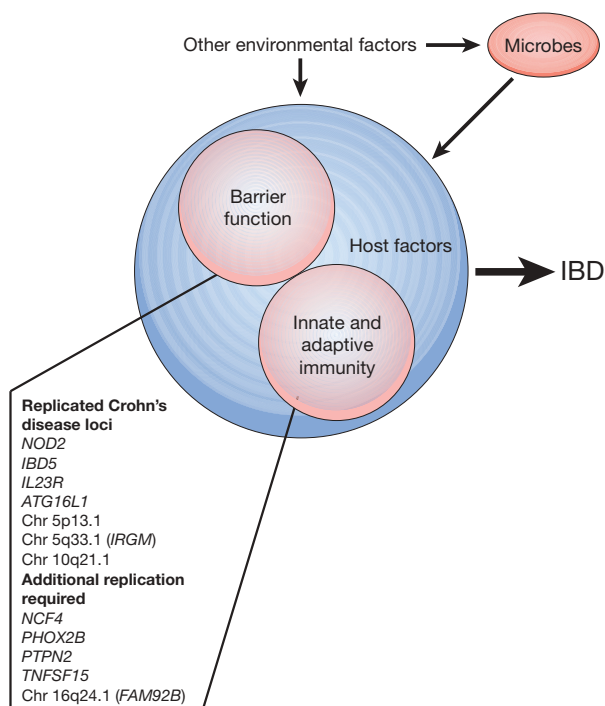 Other environmental factors
Microbes
Barrier
function
Host factors
IBD
Innate and
adaptive
immunity
Replicated Crohn's
disease loci
NOD2
IBD5
IL23R
ATG16L1
Chr 5p13.1
Chr 5q33.1 (IRGM)
Chr 10q21.1
Additional replication
required
NCF4
PHOX2B
PTPN2
TNFSF15
Chr 16q24.1 (FAM92B)